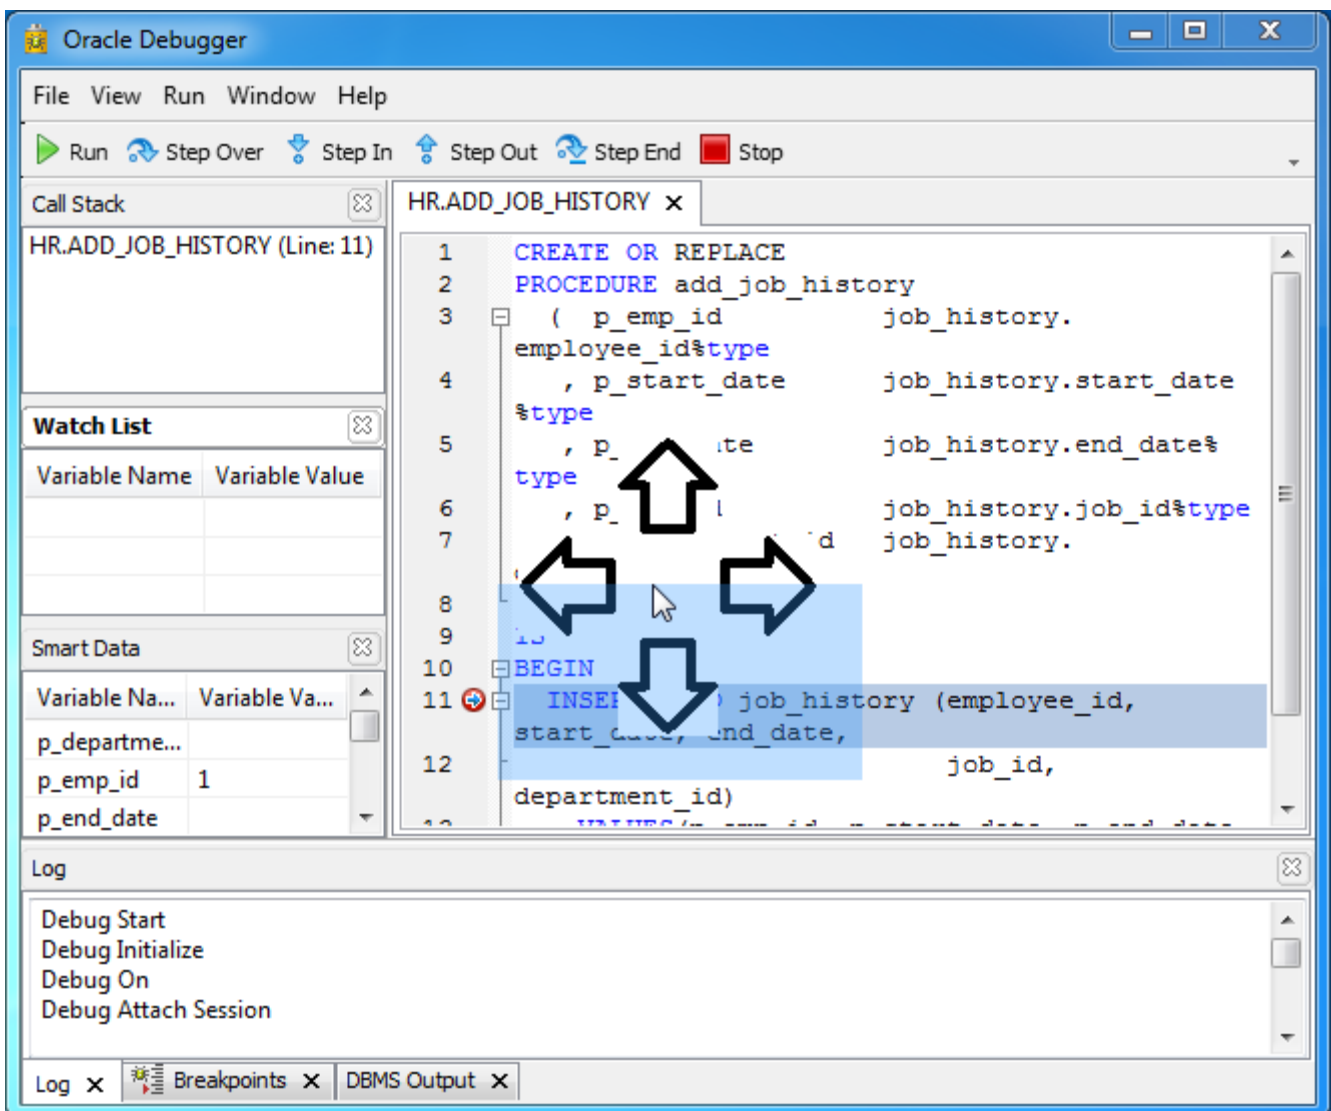 Oracle Debugger
File View Run Window Help
Run Step Over Step In Step Out Step End Stop
Call Stack
HR.ADD_JOB_HISTORY (Line: 11)
Watch List
Variable Name Variable Value
Smart Data
Variable Na... Variable Va...
p_departme...
p_emp_id 1
p_end_date
HR.ADD_JOB_HISTORY
1 CREATE OR REPLACE
2 PROCEDURE add_job_history
3 ( p_emp_id job_history.
employee_id%type
4 , p_start_date job_history.start_date
%type
5 , p_ job_history.end_date%
type
6 , p_ job_history.job_id%type
7 job_history.
8
9
10 BEGIN
11 job_history (employee_id,
start_date, end_date,
12 job_id,
department_id)
Log
Debug Start
Debug Initialize
Debug On
Debug Attach Session
Log Breakpoints DBMS Output